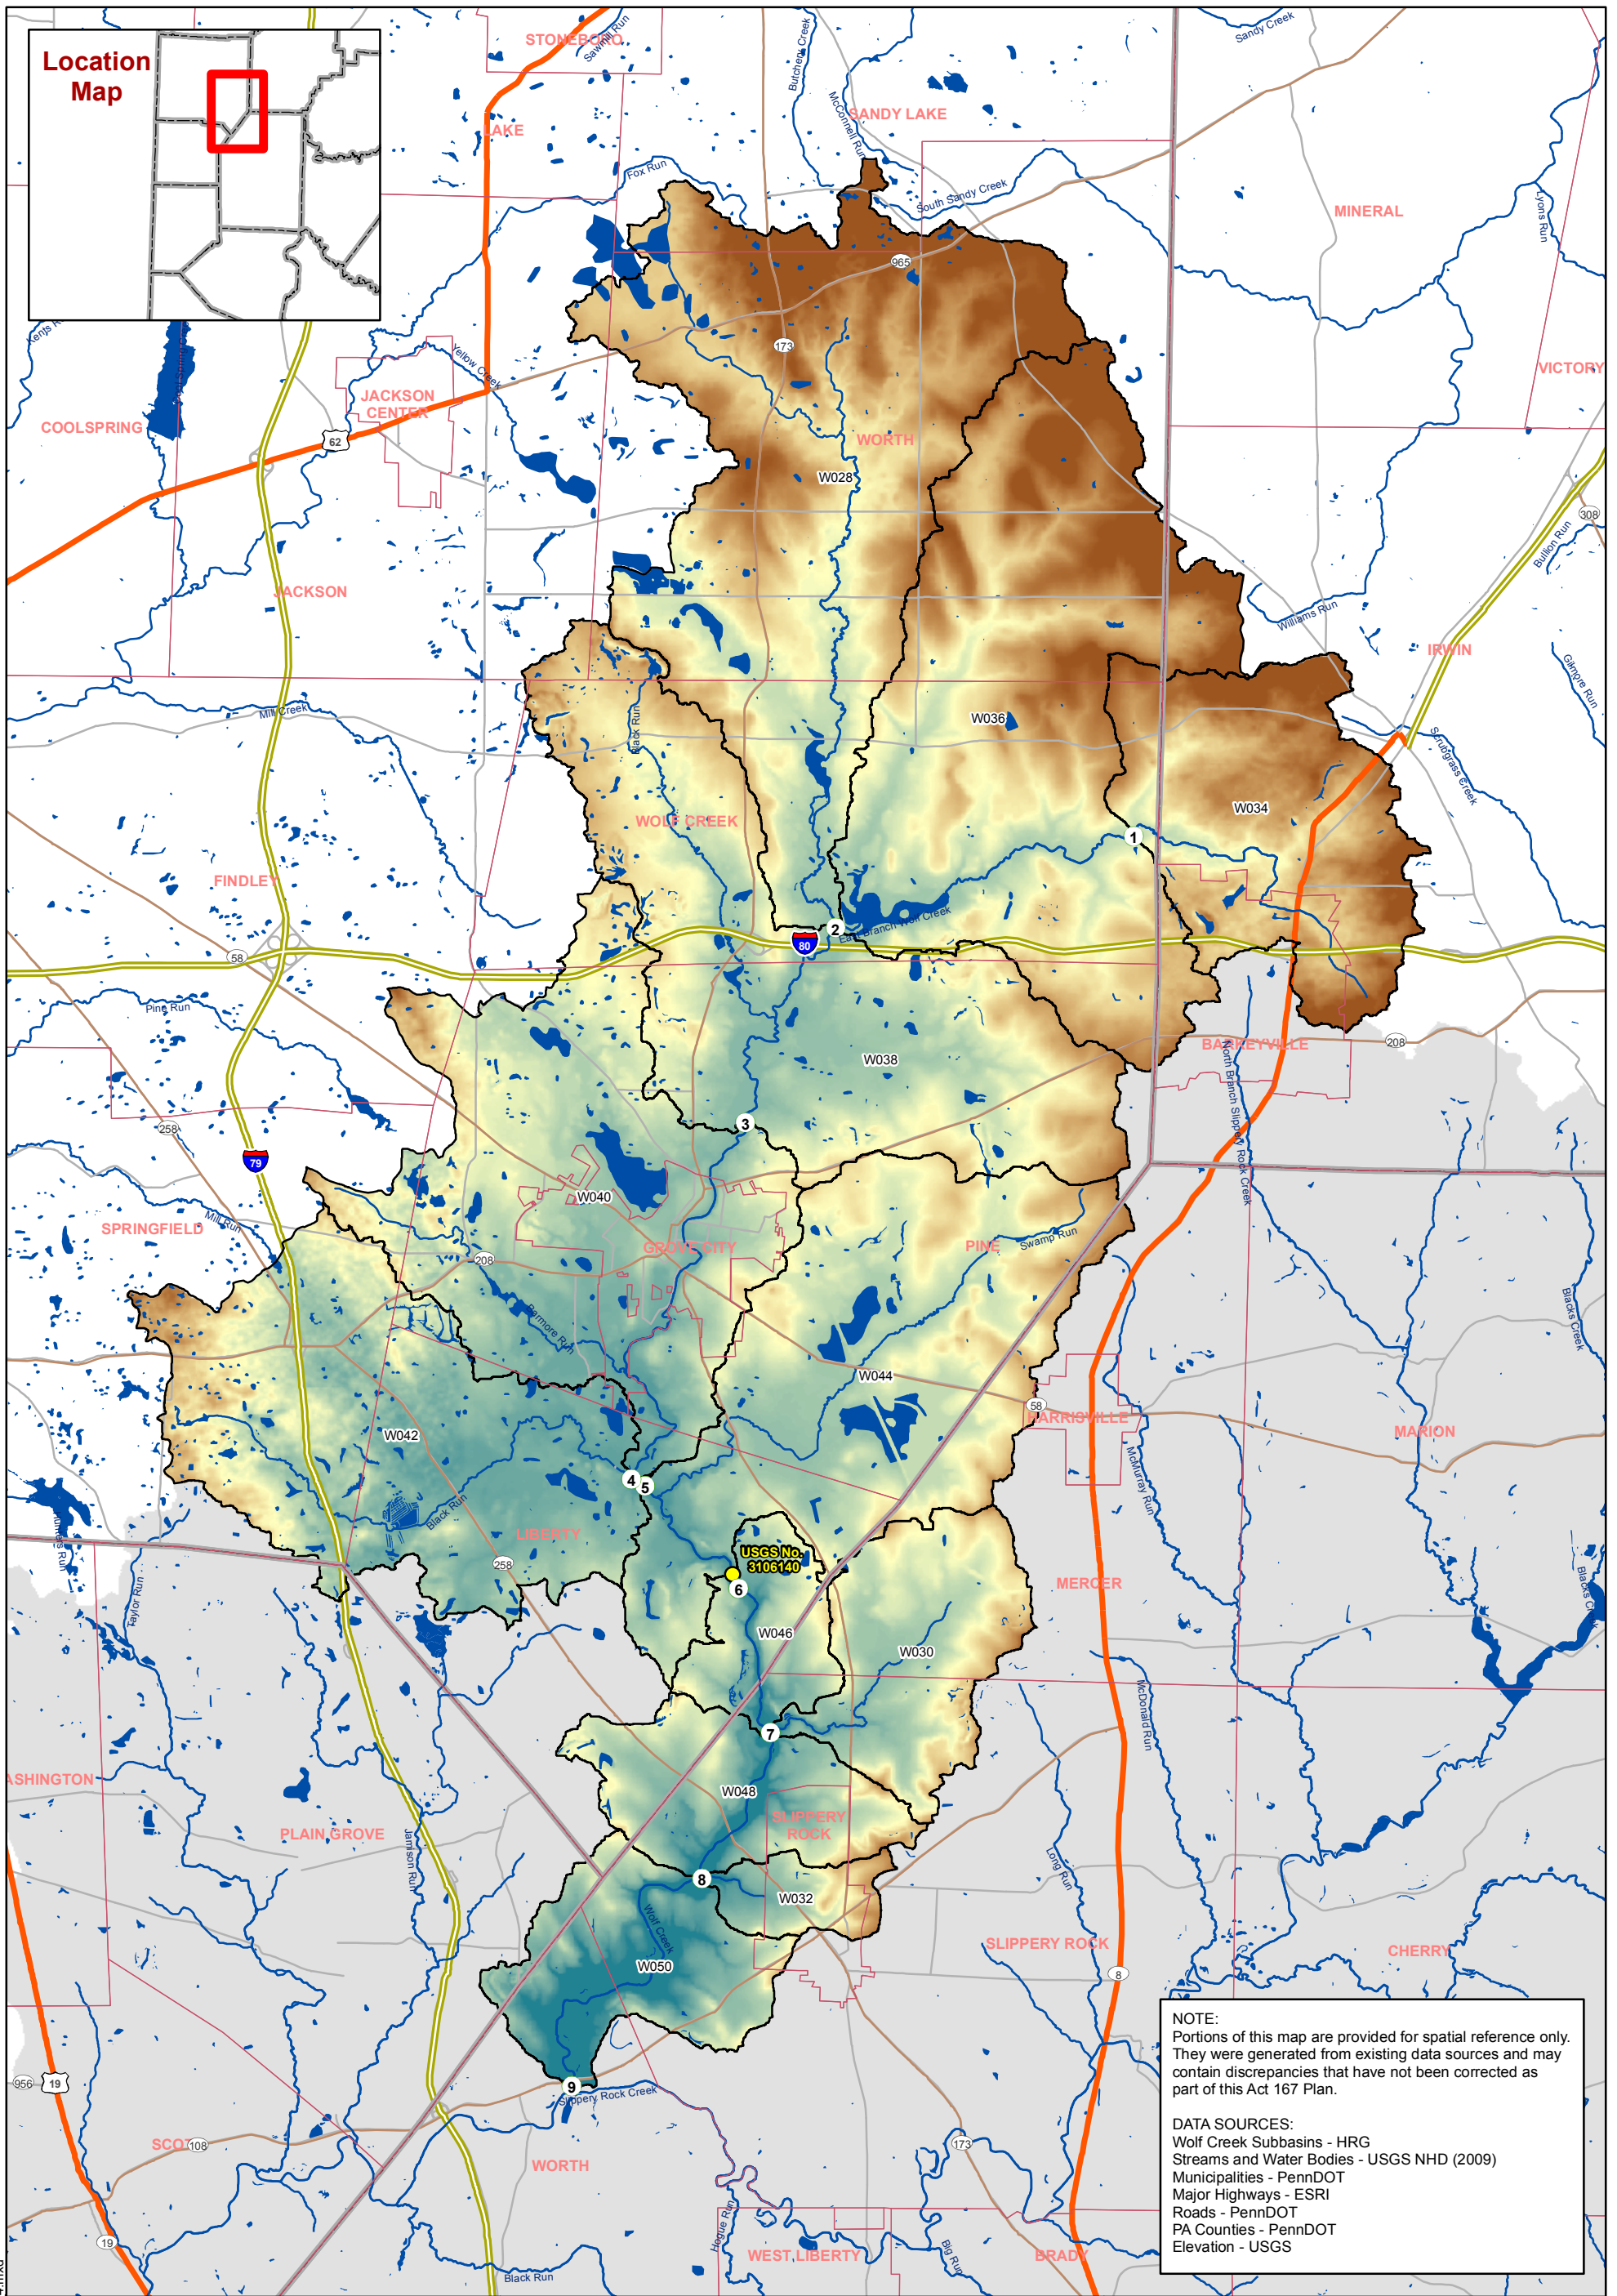 Location
Map
STONEBORO
Sawmill Run
Butchers Creek
Sandy Creek
McConnell Run
SANDY LAKE
LAKE
Fox Run
South Sandy Creek
MINERAL
Lyons Run
965
173
Yellow Creek
JACKSON
CENTER
COOLSPRING
62
WORTH
W028
VICTORY
308
Bullion Run
JACKSON
Williams Run
IRWIN
Gilmore Run
Mill Creek
Black Run
W036
Scrubgrass Creek
W034
WOLF CREEK
1
FINDLEY
58
80
2
East Branch Wolf Creek
Pine Run
BARKEYVILLE
208
North Branch Slippery Rock Creek
W038
3
258
79
W040
SPRINGFIELD
Mill Run
GROVE CITY
208
PINE
Swamp Run
Barmore Run
Blacks Creek
W044
58
HARRISVILLE
MARION
W042
McMurray Run
4
5
Black Run
LIBERTY
258
USGS No.
3106140
6
MERCER
Taylor Run
Blacks Creek
W046
W030
McDonald Run
7
W048
SLIPPERY
ROCK
PLAIN GROVE
Jamison Run
Long Run
8
W032
Wolf Creek
SLIPPERY ROCK
CHERRY
W050
8
956
19
9
Slippery Rock Creek
108
173
WORTH
19
Hogue Run
WEST LIBERTY
Big Run
BRADY
Black Run
NOTE:
Portions of this map are provided for spatial reference only.
They were generated from existing data sources and may
contain discrepancies that have not been corrected as
part of this Act 167 Plan.
DATA SOURCES:
Wolf Creek Subbasins - HRG
Streams and Water Bodies - USGS NHD (2009)
Municipalities - PennDOT
Major Highways - ESRI
Roads - PennDOT
PA Counties - PennDOT
Elevation - USGS